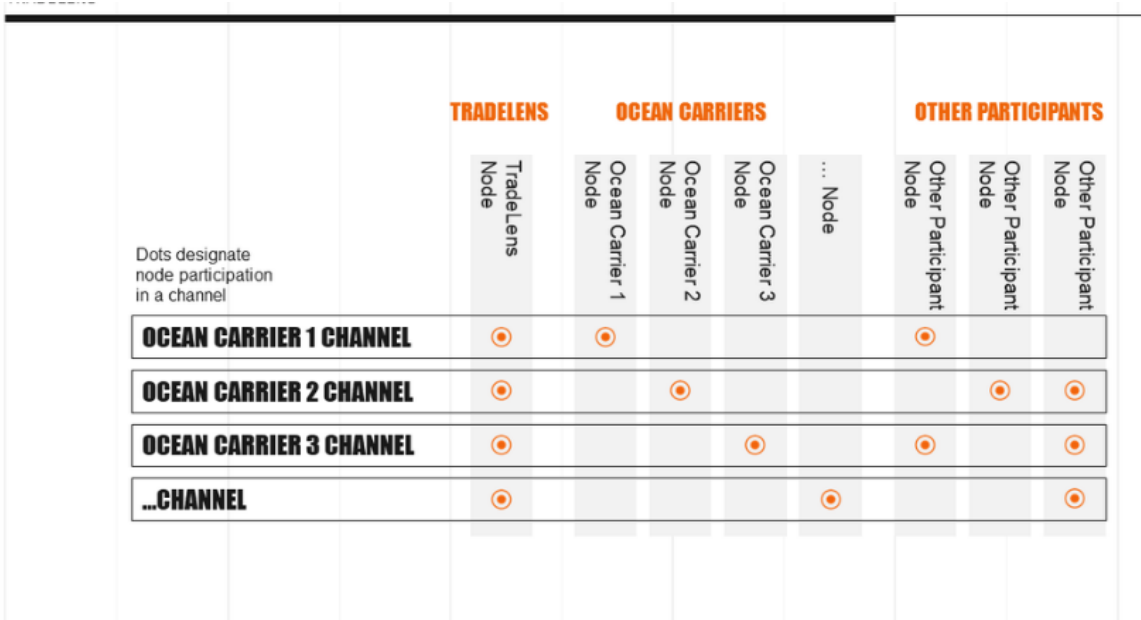 TRADELENS
OCEAN CARRIERS
OTHER PARTICIPANTS
TradeLens
Node
Ocean Carrier 1
Node
Ocean Carrier 2
Node
Ocean Carrier 3
Node
... Node
Other Participant
Node
Other Participant
Node
Other Participant
Node
Dots designate
node participation
in a channel
OCEAN CARRIER 1 CHANNEL
OCEAN CARRIER 2 CHANNEL
OCEAN CARRIER 3 CHANNEL
...CHANNEL